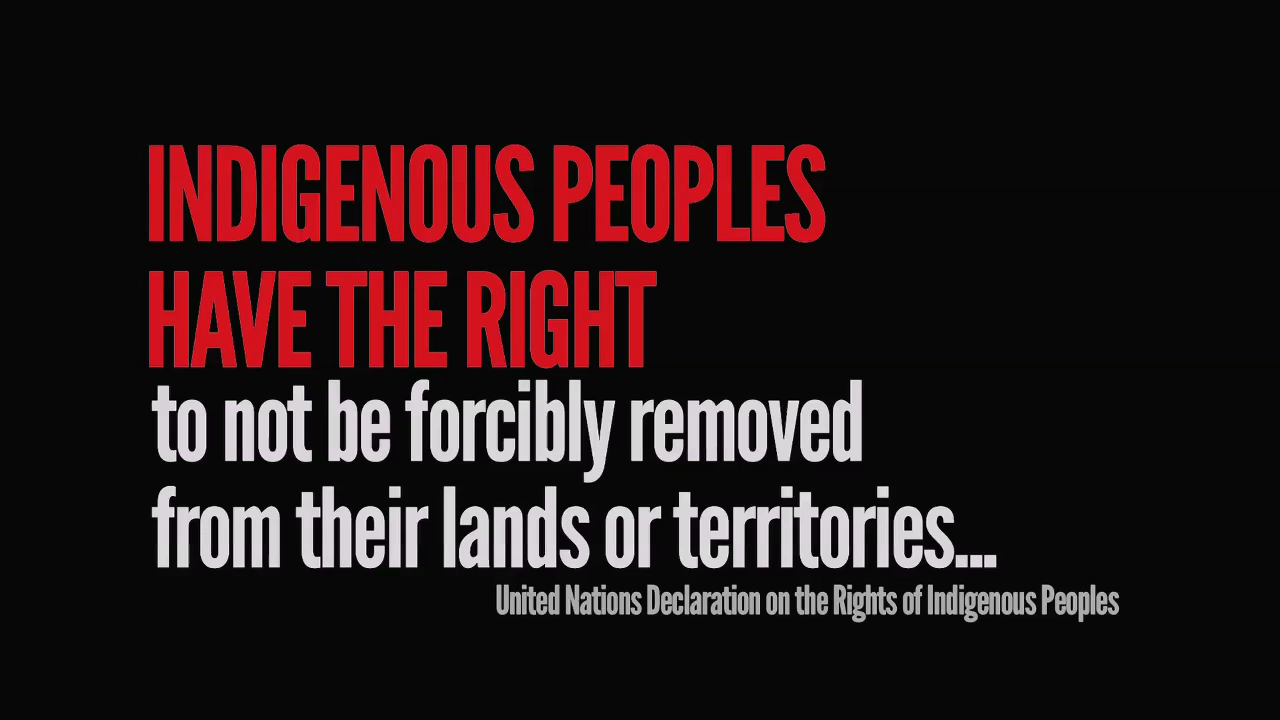 INDIGENOUS PEOPLES
HAVE THE RIGHT
to not be forcibly removed
from their lands or territories...
United Nations Declaration on the Rights of Indigenous Peoples